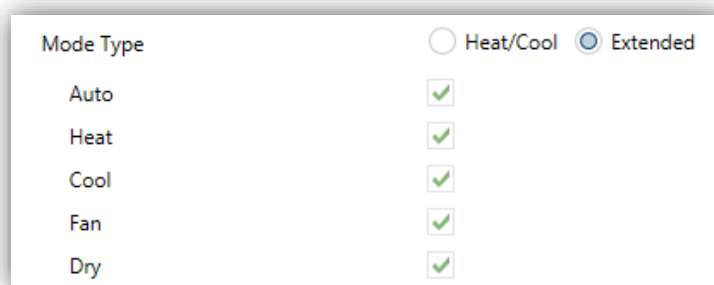 Mode Type Heat/Cool Extended
Auto
Heat
Cool
Fan
Dry